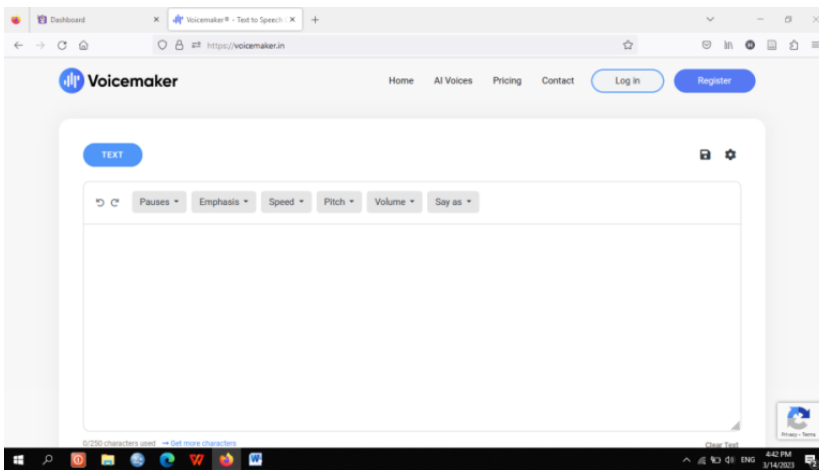 Dashboard
Voicemaker® - Text to Speech
https://voicemaker.in
Voicemaker
Home AI Voices Pricing Contact Log in Register
TEXT
Pauses Emphasis Speed Pitch Volume Say as
0/250 characters used → Get more characters
Clear Text
Privacy - Terms
ENG
4:42 PM
3/14/2023